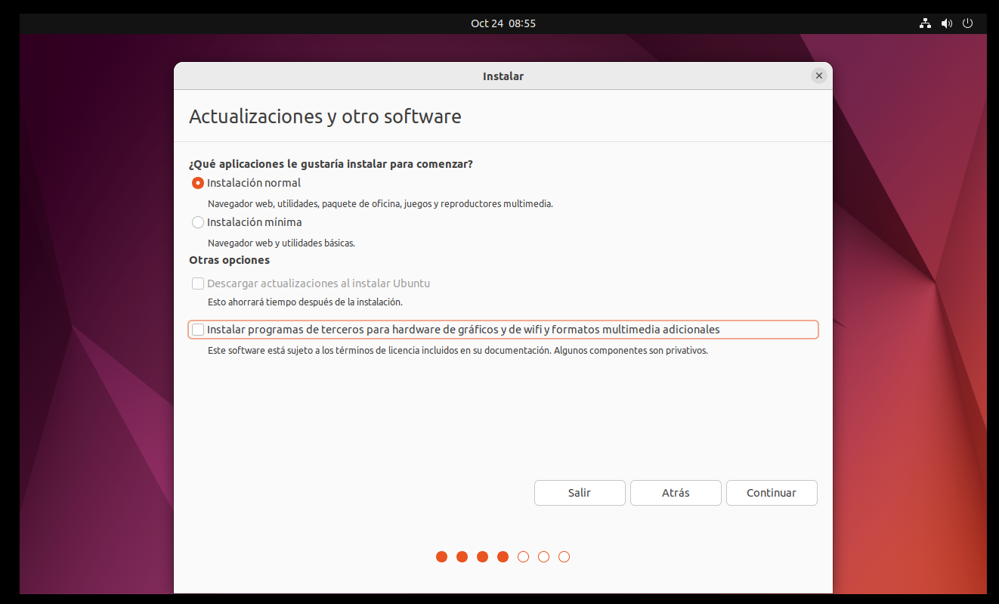 Oct 24 08:55
Instalar
Actualizaciones y otro software
¿Qué aplicaciones le gustaría instalar para comenzar?
Instalación normal
Navegador web, utilidades, paquete de oficina, juegos y reproductores multimedia.
Instalación mínima
Navegador web y utilidades básicas.
Otras opciones
Descargar actualizaciones al instalar Ubuntu
Esto ahorrará tiempo después de la instalación.
Instalar programas de terceros para hardware de gráficos y de wifi y formatos multimedia adicionales
Este software está sujeto a los términos de licencia incluidos en su documentación. Algunos componentes son privativos.
Salir
Atrás
Continuar